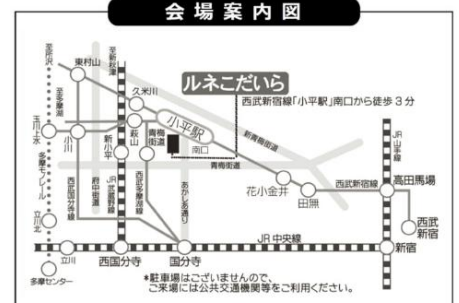 会場案内図
至所沢
至多摩湖
東村山
至新秋津
久米川
ルネこだいら
西武新宿線「小平駅」南口から徒歩3分
小平駅
南口
新青梅街道
青梅街道
玉川上水
小川
新小平
萩山
青梅街道
多摩モノレール
西武国分寺線
府中街道
JR武蔵野線
西武多摩湖線
あかしあ通り
花小金井
田無
西武新宿線
高田馬場
JR山手線
西武新宿
立川北
立川
西国分寺
国分寺
JR中央線
新宿
多摩センター
*駐車場はございませんので、
ご来場には公共交通機関等をご利用ください。